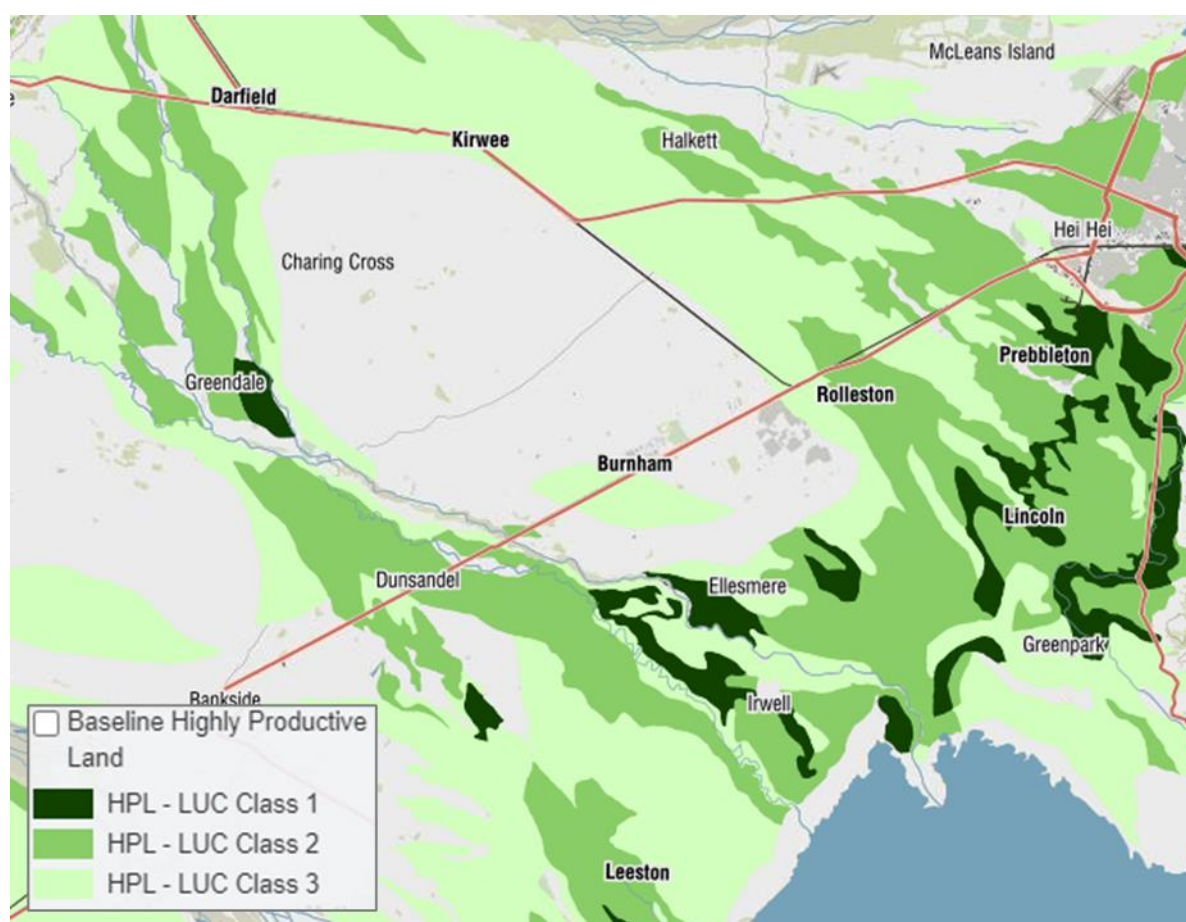 McLeans Island
Darfield
Kirwee
Halkett
Hei Hei
Charing Cross
Prebbleton
Greendale
Rolleston
Burnham
Lincoln
Dunsandel
Ellesmere
Greenpark
Bankside
Irwell
Baseline Highly Productive
Land
HPL - LUC Class 1
HPL - LUC Class 2
HPL - LUC Class 3
Leeston